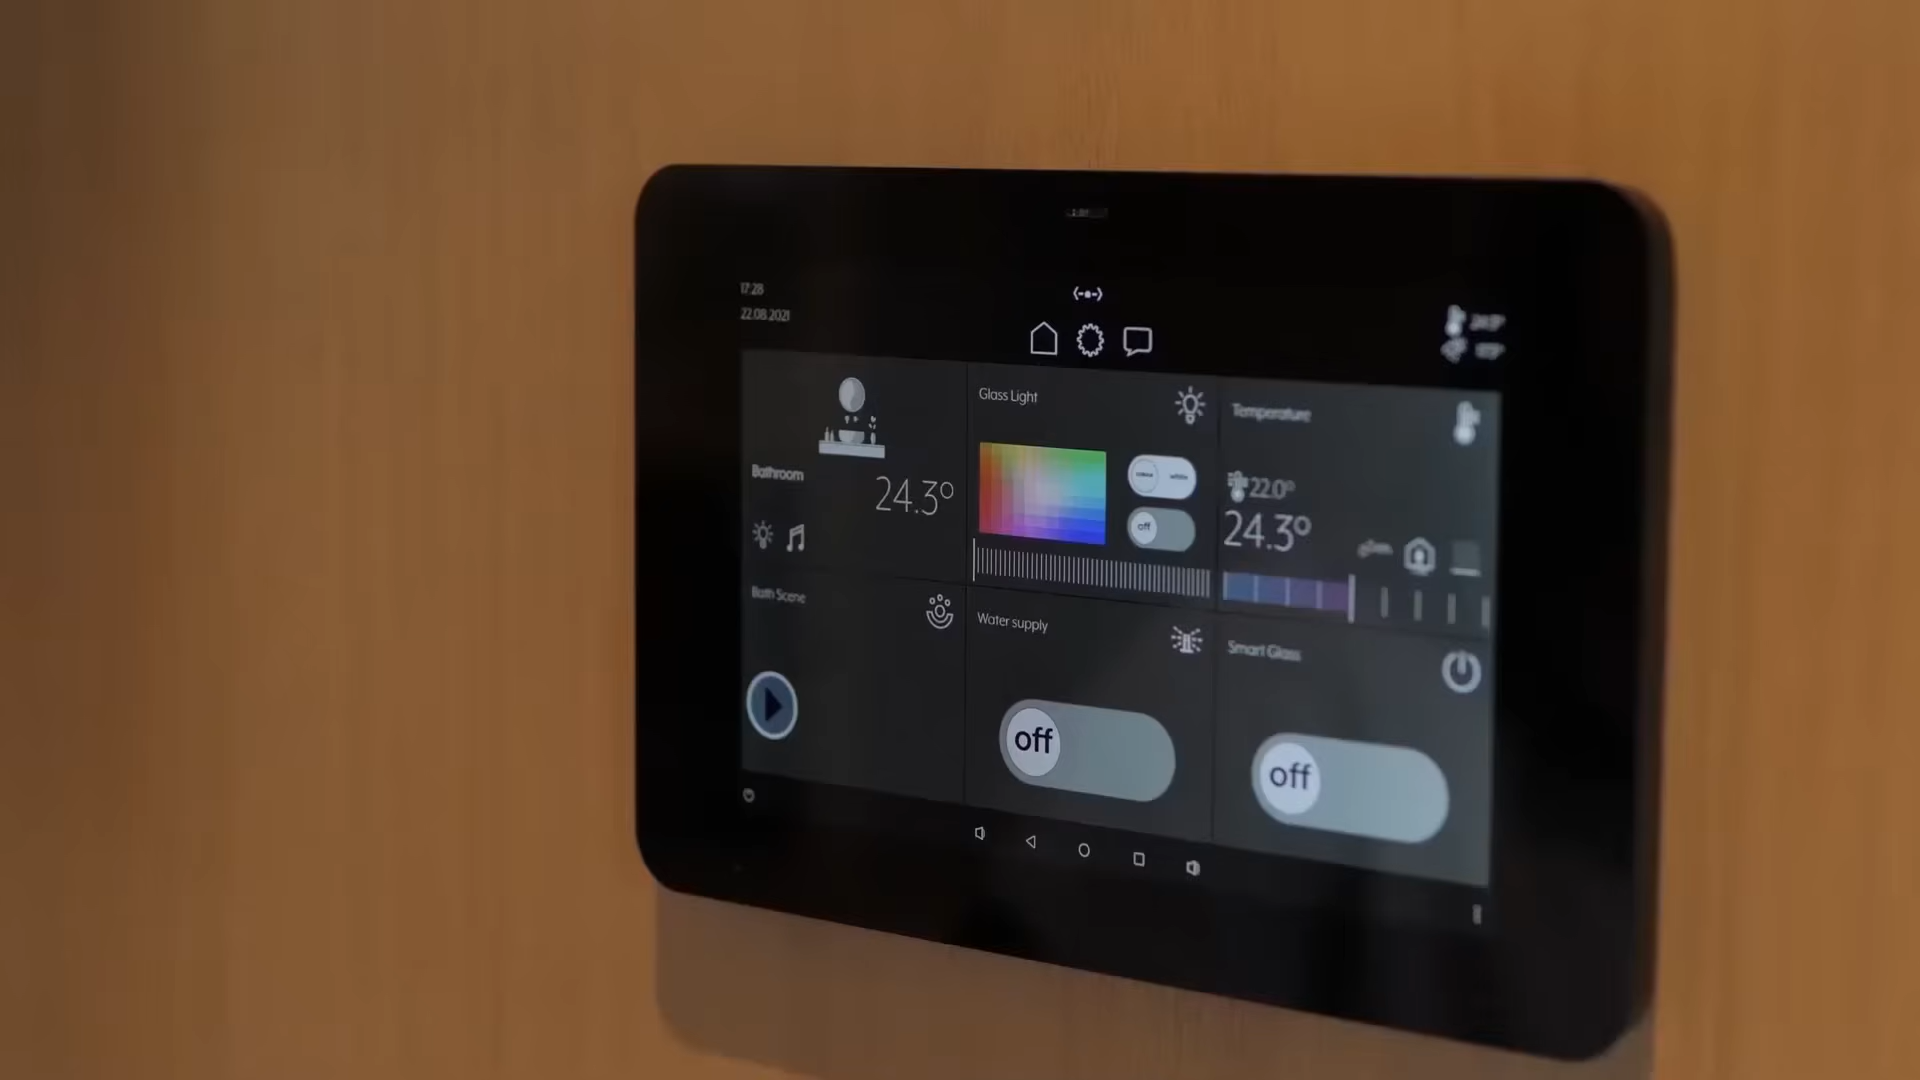 17:28
22.08.2021
Bathroom
24.3°
Glass Light
off
Temperature
22.0°
24.3°
Bath Scene
Water supply
off
Smart Glass
off